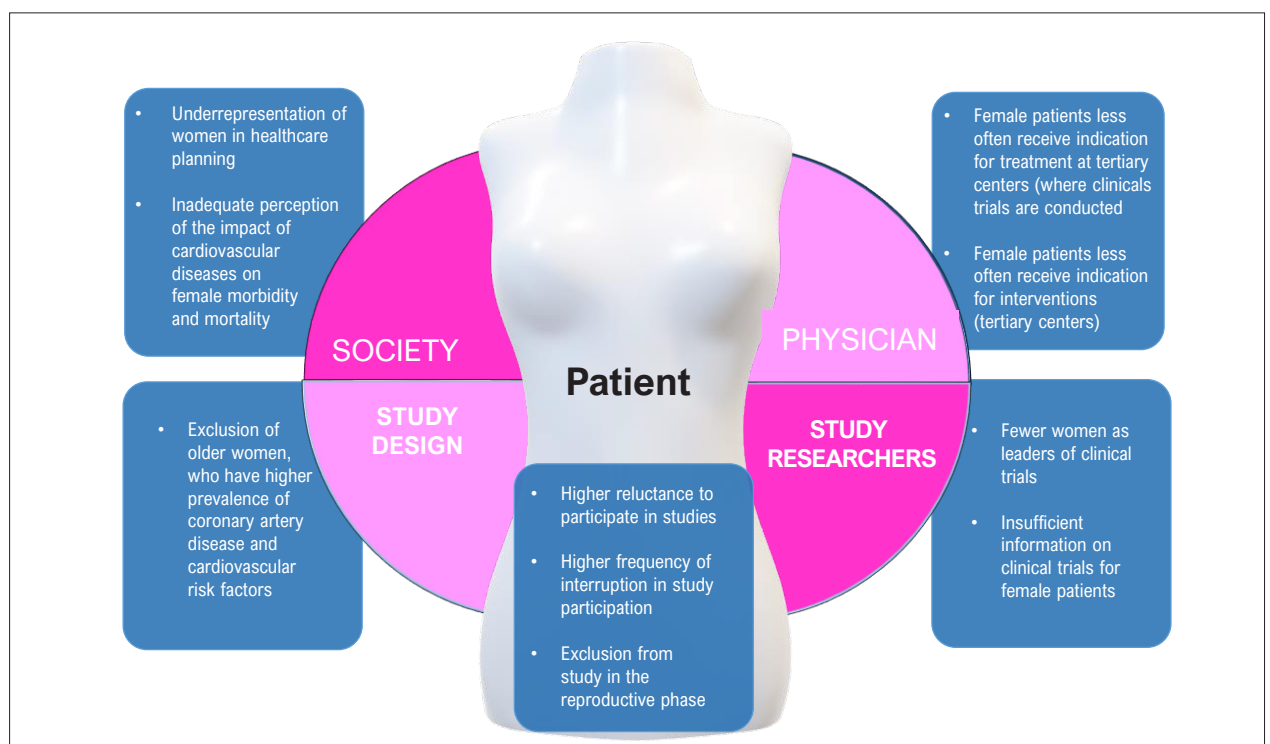 • Underrepresentation of
women in healthcare
planning
• Inadequate perception
of the impact of
cardiovascular
diseases on
female morbidity
and mortality
SOCIETY
• Female patients less
often receive indication
for treatment at tertiary
centers (where clinicals
trials are conducted
• Female patients less
often receive indication
for interventions
(tertiary centers)
PHYSICIAN
Patient
STUDY
DESIGN
• Exclusion of
older women,
who have higher
prevalence of
coronary artery
disease and
cardiovascular
risk factors
• Higher reluctance to
participate in studies
• Higher frequency of
interruption in study
participation
• Exclusion from
study in the
reproductive phase
STUDY
RESEARCHERS
• Fewer women as
leaders of clinical
trials
• Insufficient
information on
clinical trials for
female patients